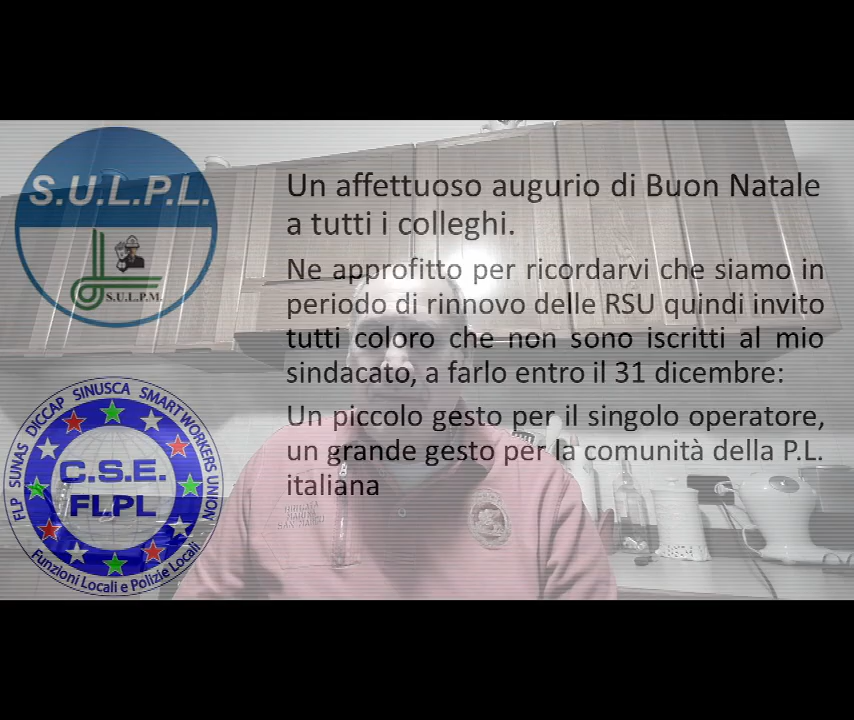 S.U.L.P.L.
S.U.L.P.M.
Un affettuoso augurio di Buon Natale
a tutti i colleghi.
Ne approfitto per ricordarvi che siamo in
periodo di rinnovo delle RSU quindi invito
tutti coloro che non sono iscritti al mio
sindacato, a farlo entro il 31 dicembre:
Un piccolo gesto per il singolo operatore,
un grande gesto per la comunità della P.L.
italiana
FLP SUNAS DICCAP SINUSCA SMARTWORKERS UNION
C.S.E.
FLPL
Funzioni Locali e Polizie Locali
SAN MARCO